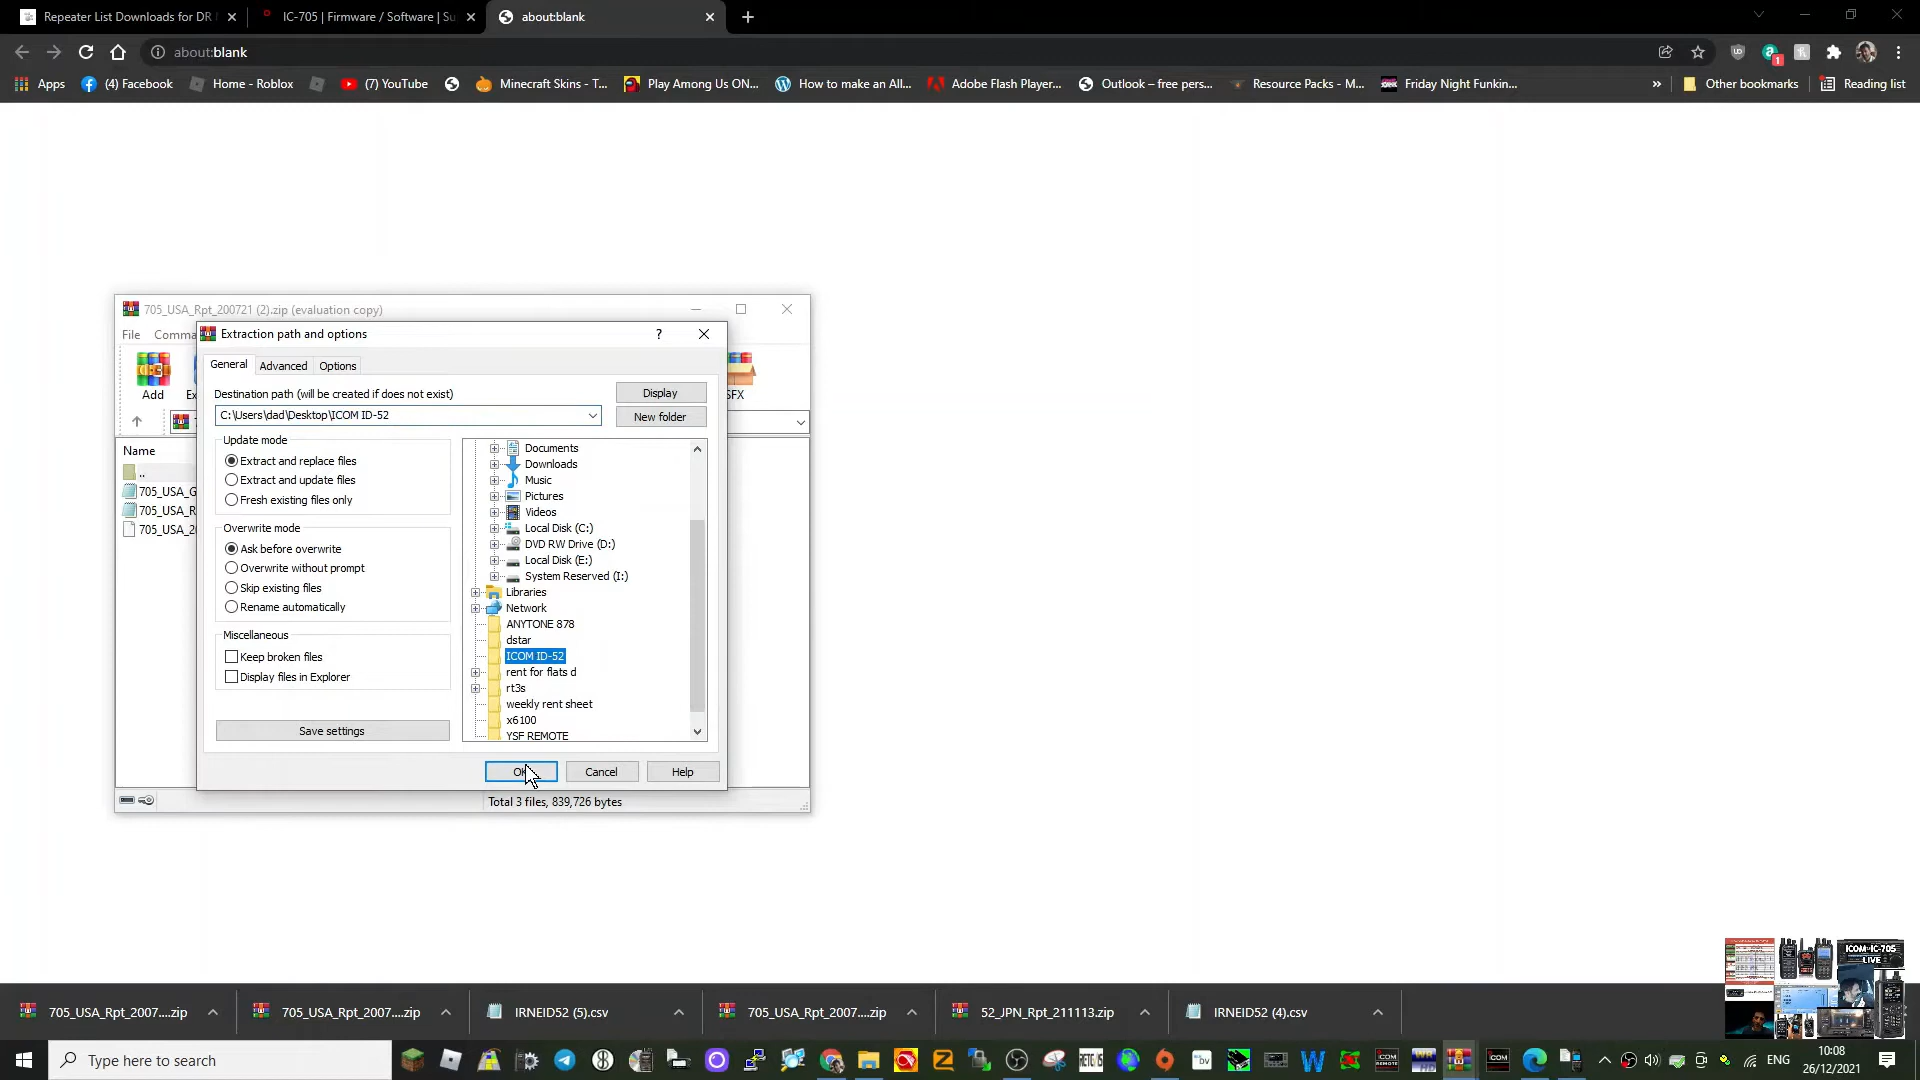 Repeater List Downloads for DR
IC-705 | Firmware / Software | Su
about:blank
about:blank
Apps
(4) Facebook
Home - Roblox
(7) YouTube
Minecraft Skins - T...
Play Among Us ON...
How to make an All...
Adobe Flash Player...
Outlook – free pers...
Resource Packs - M...
Friday Night Funkin...
»
Other bookmarks
Reading list
705_USA_Rpt_200721 (2).zip (evaluation copy)
File
Comma
Extraction path and options
?
General
Advanced
Options
Add
Ex
SFX
Destination path (will be created if does not exist)
Display
C:\Users\dad\Desktop\ICOM ID-52
New folder
Name
..
705_USA_G
705_USA_R
705_USA_20
Update mode
Extract and replace files
Extract and update files
Fresh existing files only
Overwrite mode
Ask before overwrite
Overwrite without prompt
Skip existing files
Rename automatically
Miscellaneous
Keep broken files
Display files in Explorer
Save settings
Documents
Downloads
Music
Pictures
Videos
Local Disk (C:)
DVD RW Drive (D:)
Local Disk (E:)
System Reserved (I:)
Libraries
Network
ANYTONE 878
dstar
ICOM ID-52
rent for flats d
rt3s
weekly rent sheet
x6100
YSF REMOTE
OK
Cancel
Help
Total 3 files, 839,726 bytes
ICOM IC-705
LIVE
705_USA_Rpt_2007....zip
705_USA_Rpt_2007....zip
IRNEID52 (5).csv
705_USA_Rpt_2007....zip
52_JPN_Rpt_211113.zip
IRNEID52 (4).csv
Type here to search
ENG
10:08
26/12/2021